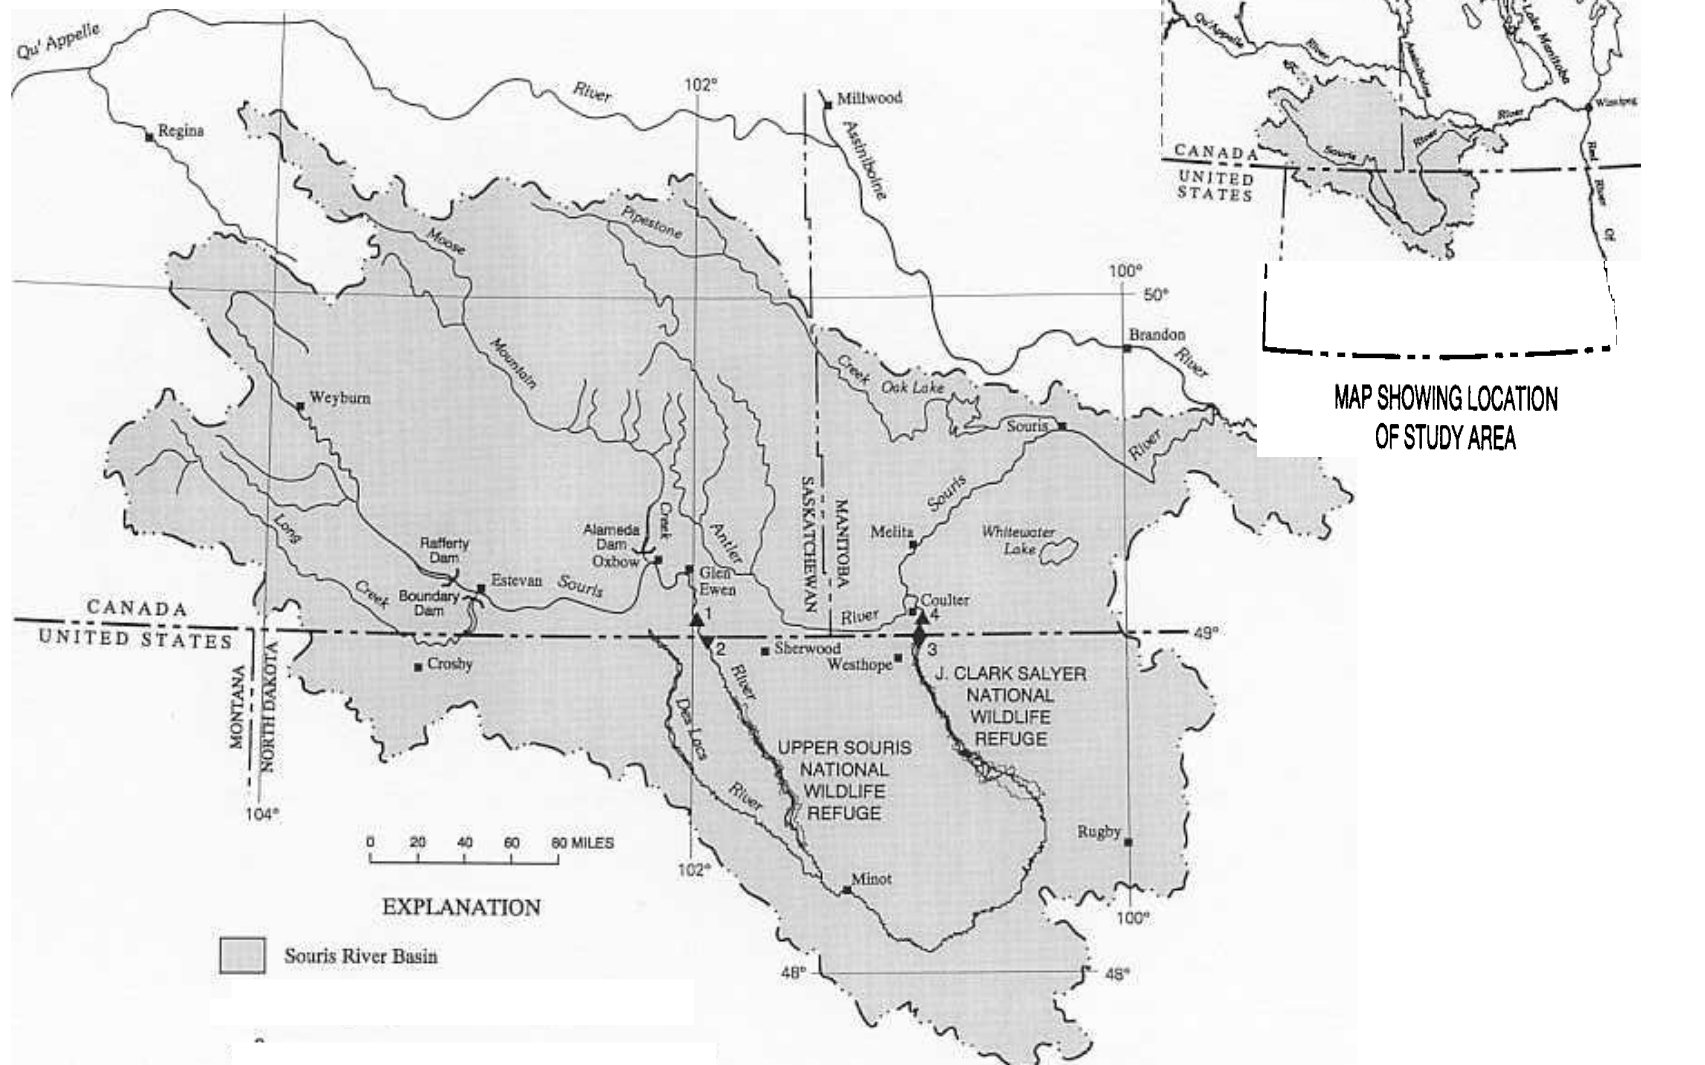 Qu' Appelle
River
102°
Millwood
Assiniboine
Regina
Moose
Pipestone
100°
50°
Brandon
River
Mountain
Creek
Oak Lake
Weyburn
Souris
River
Souris
SASKATCHEWAN
MANITOBA
Long
Creek
Rafferty
Dam
Boundary
Dam
Estevan
Souris
Alameda
Dam
Oxbow
Creek
Antler
Glen
Ewen
Melita
Whitewater
Lake
Coulter
River
1
4
CANADA
UNITED STATES
49°
2
3
Sherwood
Westhope
Crosby
MONTANA
NORTH DAKOTA
River
Des Lacs
River
J. CLARK SALYER
NATIONAL
WILDLIFE
REFUGE
UPPER SOURIS
NATIONAL
WILDLIFE
REFUGE
104°
0 20 40 60 80 MILES
Rugby
102°
Minot
100°
EXPLANATION
Souris River Basin
48°
48°
Qu'Appelle
River
Assiniboine
Lake Manitoba
River
Winnipeg
Souris
River
CANADA
UNITED
STATES
Red
River
Of
MAP SHOWING LOCATION
OF STUDY AREA